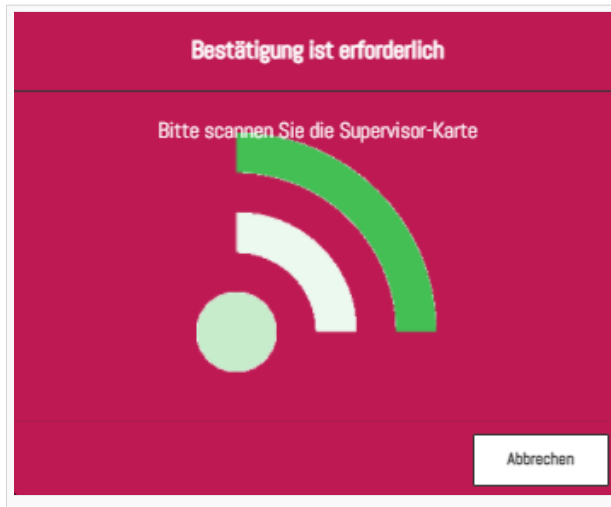 Bestätigung ist erforderlich
Bitte scannen Sie die Supervisor-Karte
Abbrechen